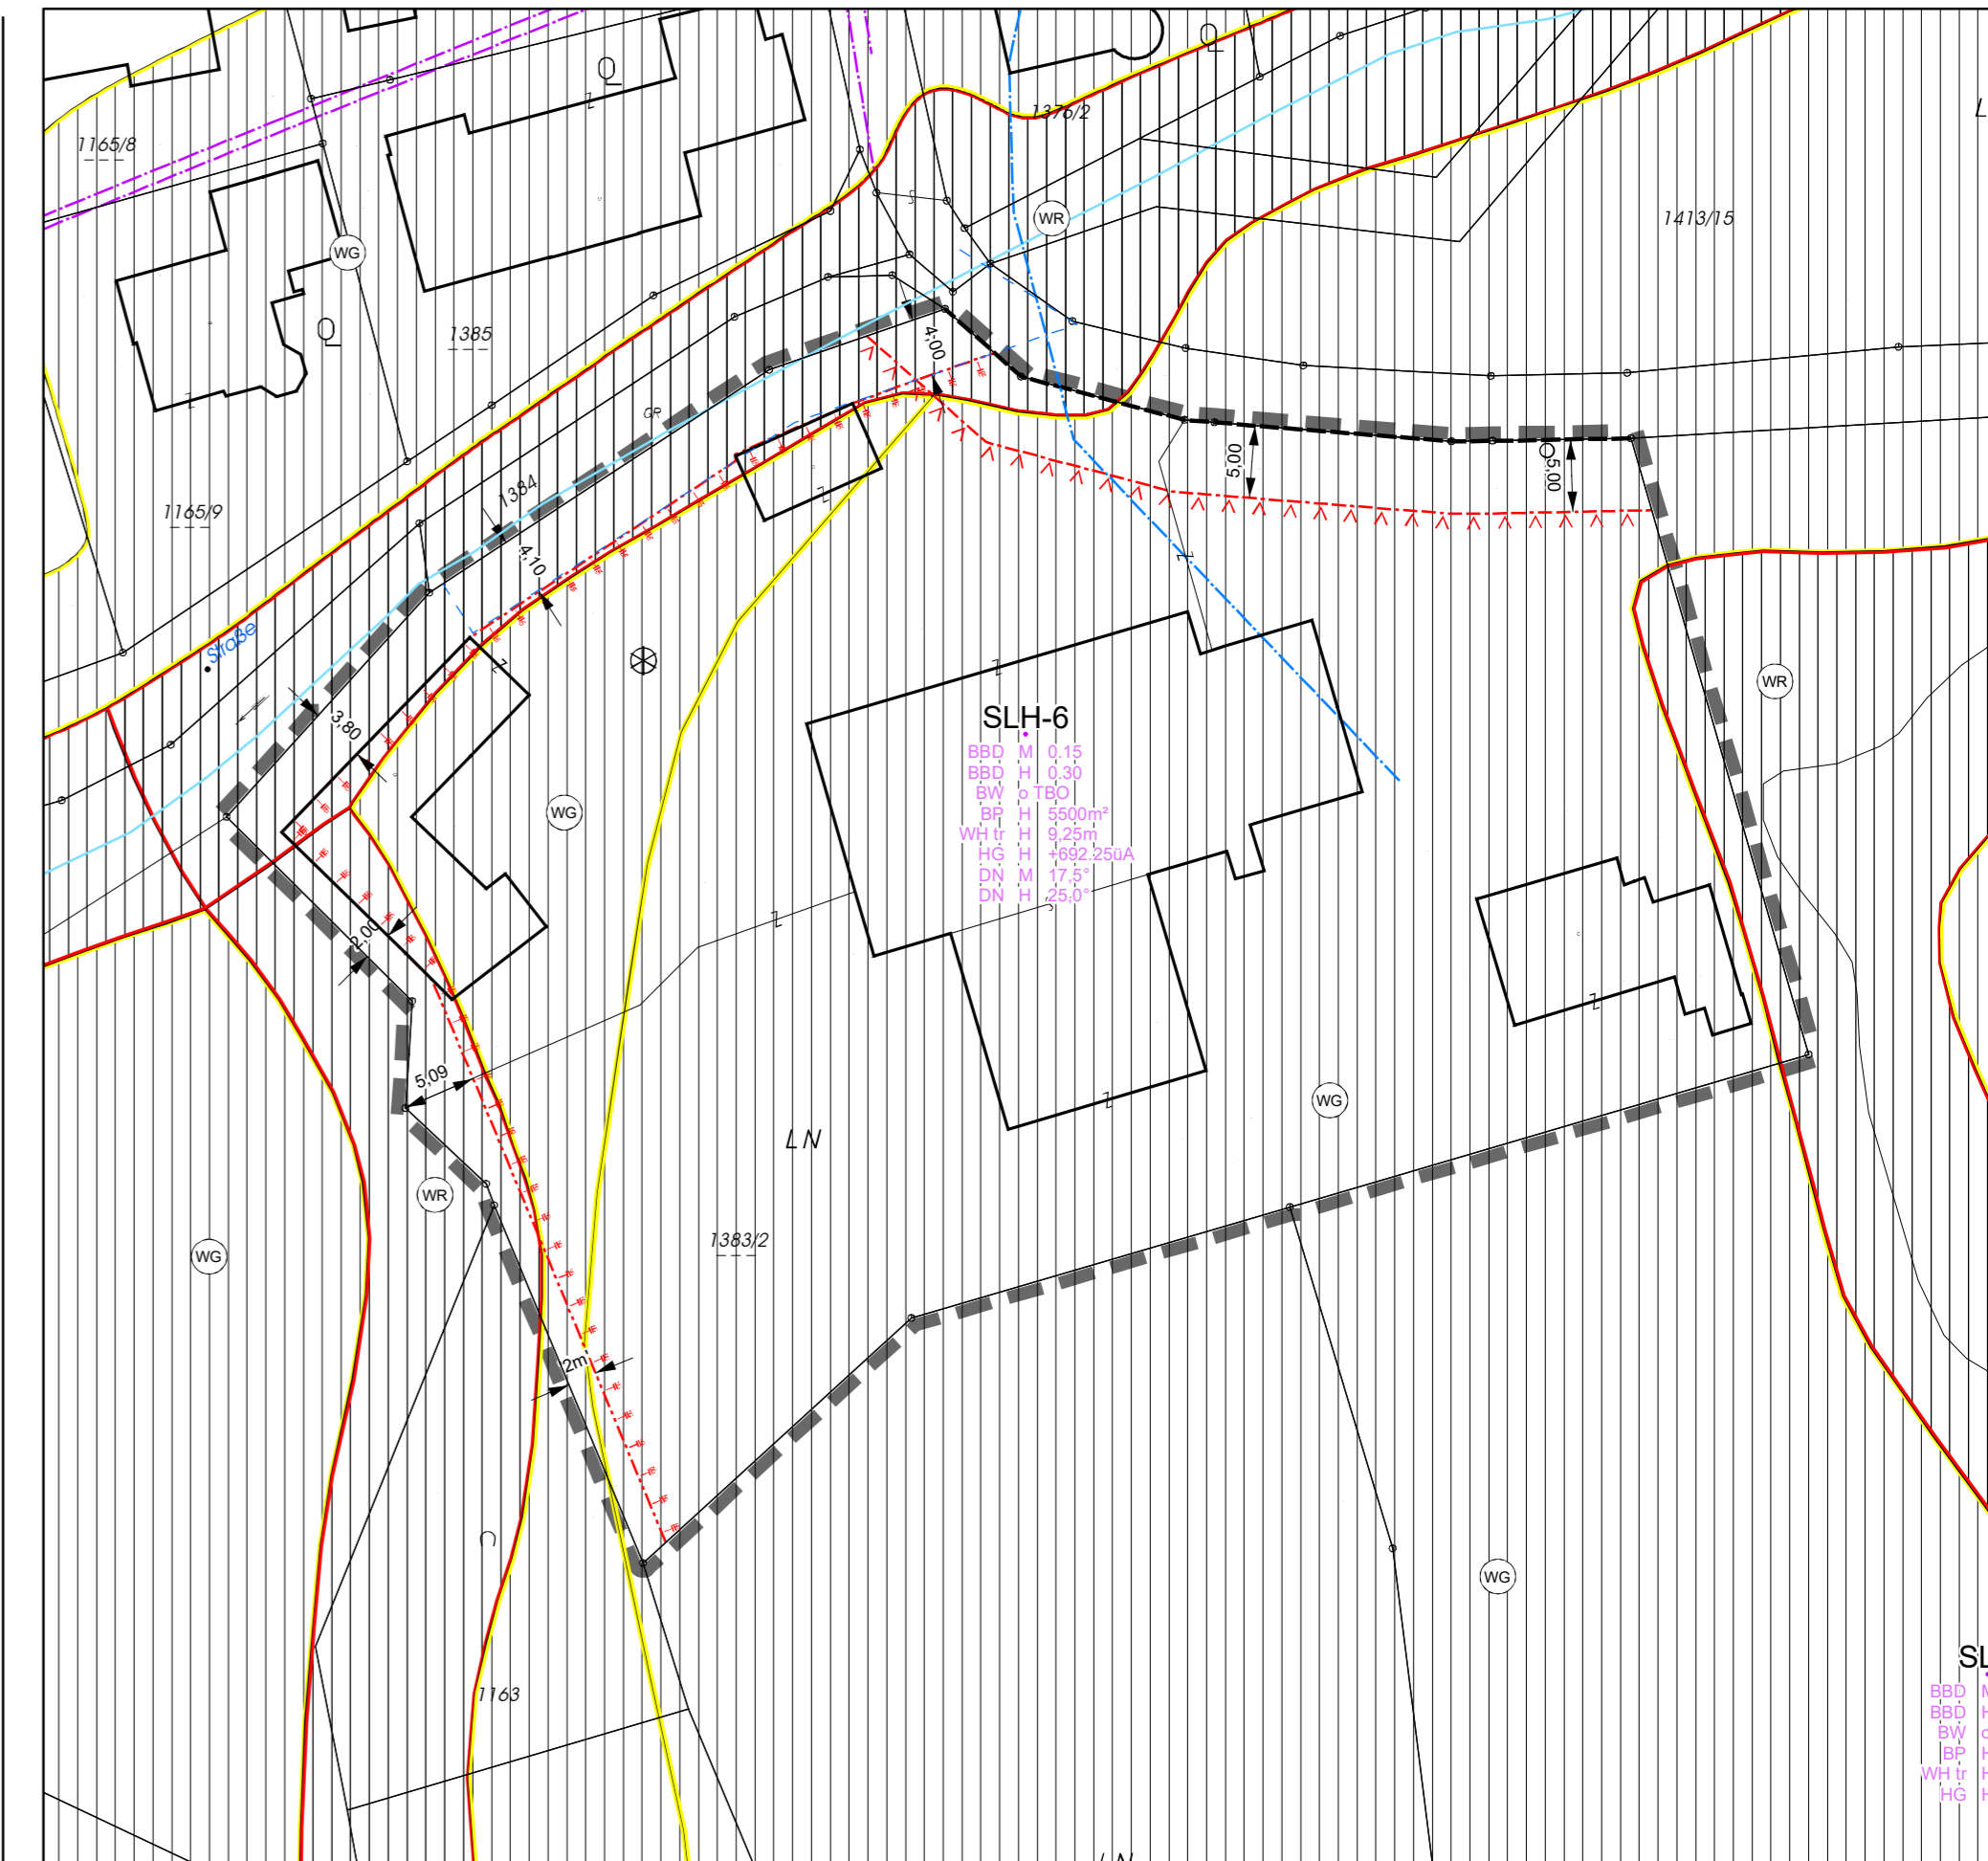 1376/2
1165/8
WR
1413/15
WG
4,00
1385
GR
5,00
5,00
1384
1165/9
4,10
Straße
WR
3,80
SLH-6
BBD M 0.15
BBD H 0.30
BW o TBO
BP H 5500m²
WH tr H 9,25m
HG H +692.25üA
DN M 17,5°
DN H 25,0°
WG
2,00
5,09
WG
LN
WR
1383/2
WG
2m
WG
1163
SL
BBD
BBD
BW
BP
WH tr
HG
LN